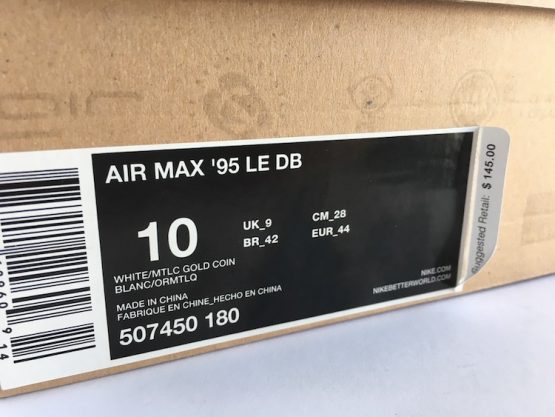 AIR MAX '95 LE DB
10
UK_9
CM_28
BR_42
EUR_44
WHITE/MTLC GOLD COIN
BLANC/ORMTLQ
MADE IN CHINA
FABRIQUE EN CHINE_HECHO EN CHINA
507450 180
NIKE.COM
NIKEBETTERWORLD.COM
Suggested Retail: $ 145.00